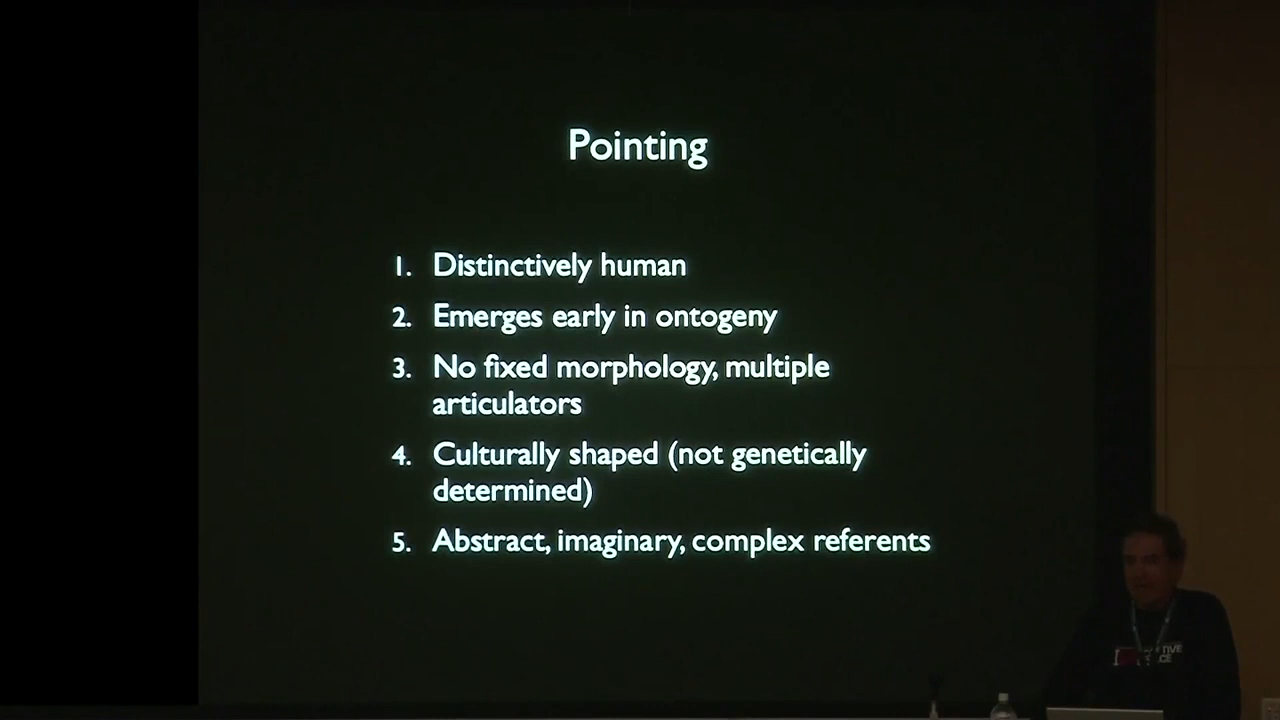 Pointing
1. Distinctively human
2. Emerges early in ontogeny
3. No fixed morphology, multiple
articulators
4. Culturally shaped (not genetically
determined)
5. Abstract, imaginary, complex referents